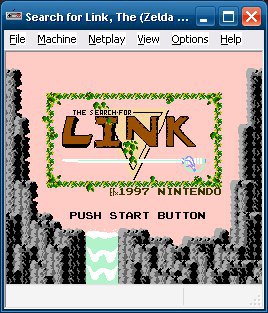 Search for Link, The (Zelda ...
File Machine Netplay View Options Help
THE SEARCH FOR
LINK
1997 NINTENDO
PUSH START BUTTON